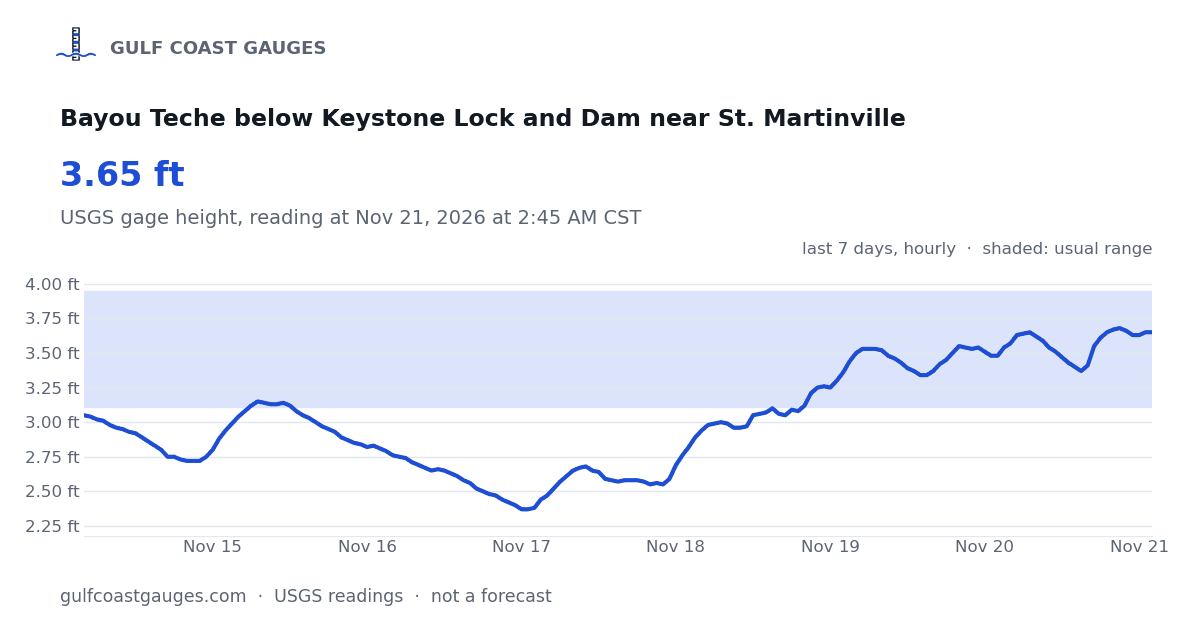 GULF COAST GAUGES
Bayou Teche below Keystone Lock and Dam near St. Martinville
3.65 ft
USGS gage height, reading at Nov 21, 2026 at 2:45 AM CST
last 7 days, hourly · shaded: usual range
4.00 ft
3.75 ft
3.50 ft
3.25 ft
3.00 ft
2.75 ft
2.50 ft
2.25 ft
Nov 15 Nov 16 Nov 17 Nov 18 Nov 19 Nov 20 Nov 21
gulfcoastgauges.com · USGS readings · not a forecast